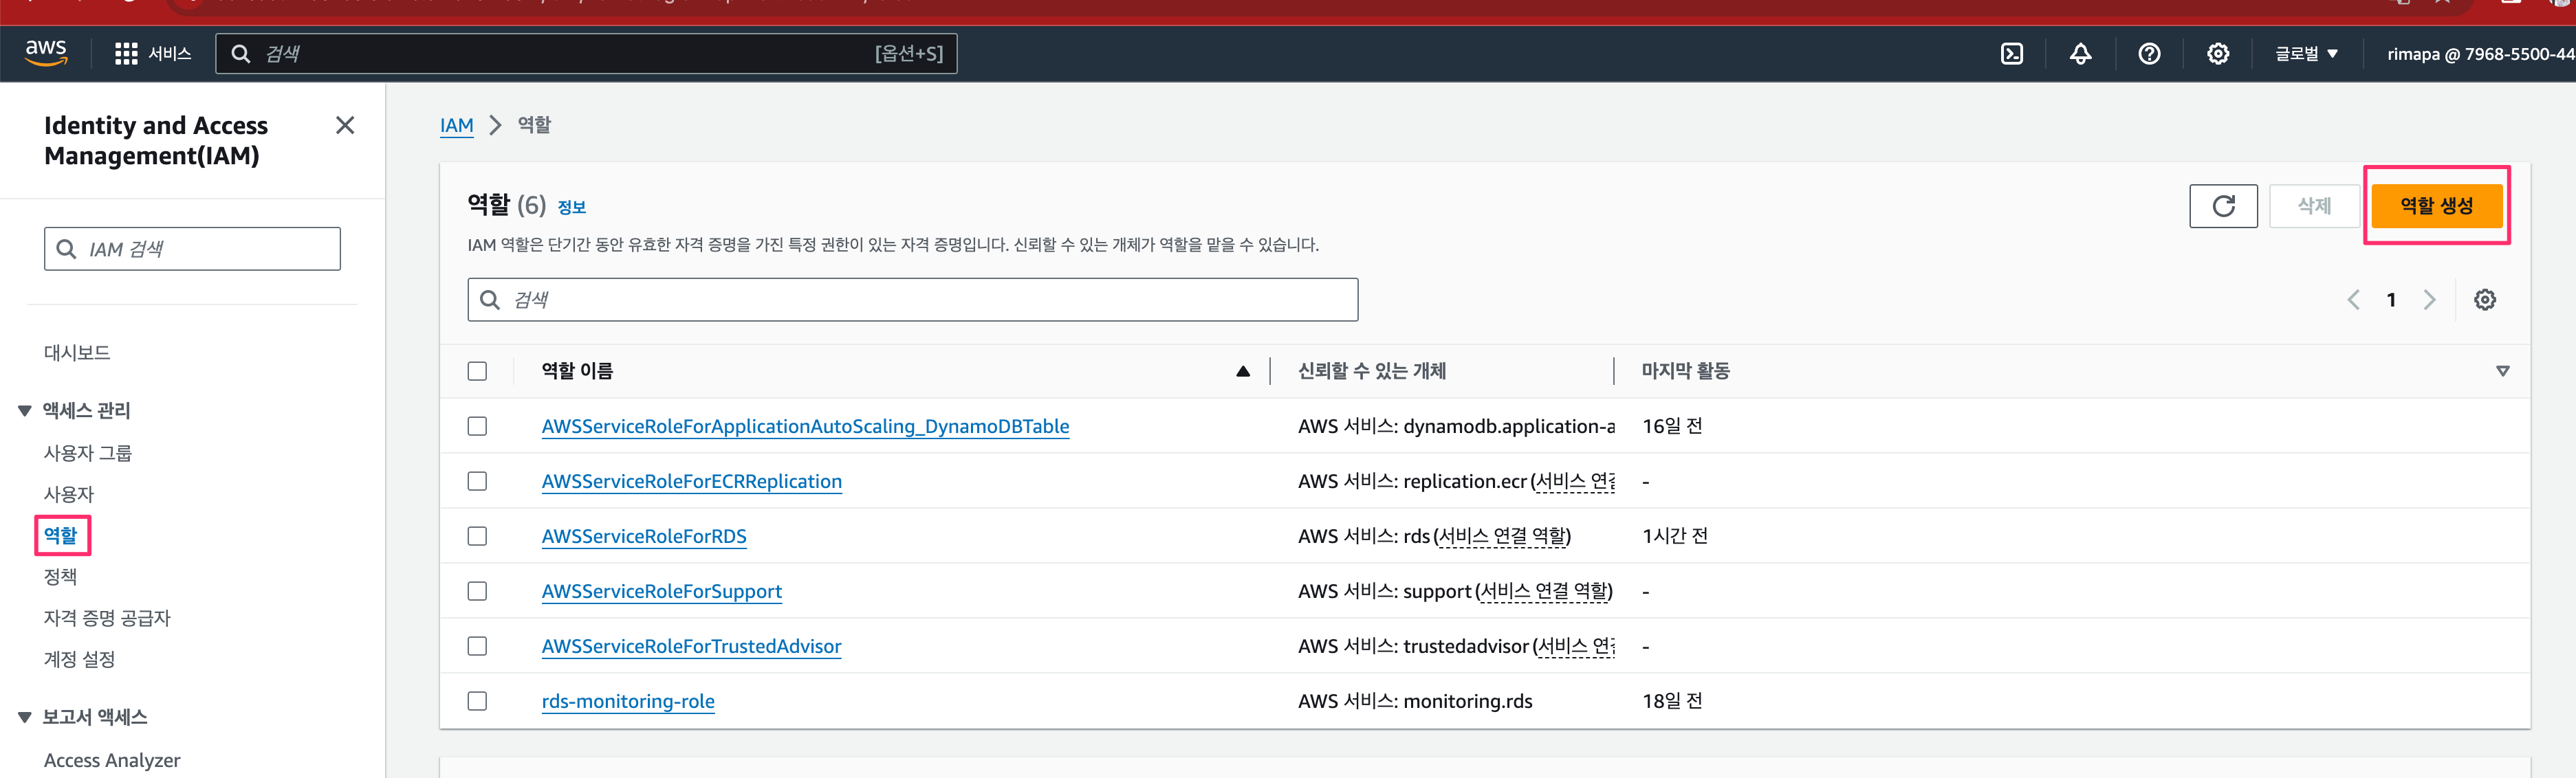 aws
서비스
검색
[옵션+S]
글로벌 ▼
rimapa @ 7968-5500-44
Identity and Access
Management(IAM)
IAM 검색
대시보드
▼ 액세스 관리
사용자 그룹
사용자
역할
정책
자격 증명 공급자
계정 설정
▼ 보고서 액세스
Access Analyzer
IAM > 역할
역할 (6) 정보
삭제
역할 생성
IAM 역할은 단기간 동안 유효한 자격 증명을 가진 특정 권한이 있는 자격 증명입니다. 신뢰할 수 있는 개체가 역할을 맡을 수 있습니다.
검색
1
역할 이름 신뢰할 수 있는 개체 마지막 활동
AWSServiceRoleForApplicationAutoScaling_DynamoDBTable AWS 서비스: dynamodb.application-a 16일 전
AWSServiceRoleForECRReplication AWS 서비스: replication.ecr(서비스 연결 -
AWSServiceRoleForRDS AWS 서비스: rds(서비스 연결 역할) 1시간 전
AWSServiceRoleForSupport AWS 서비스: support(서비스 연결 역할) -
AWSServiceRoleForTrustedAdvisor AWS 서비스: trustedadvisor(서비스 연결 -
rds-monitoring-role AWS 서비스: monitoring.rds 18일 전